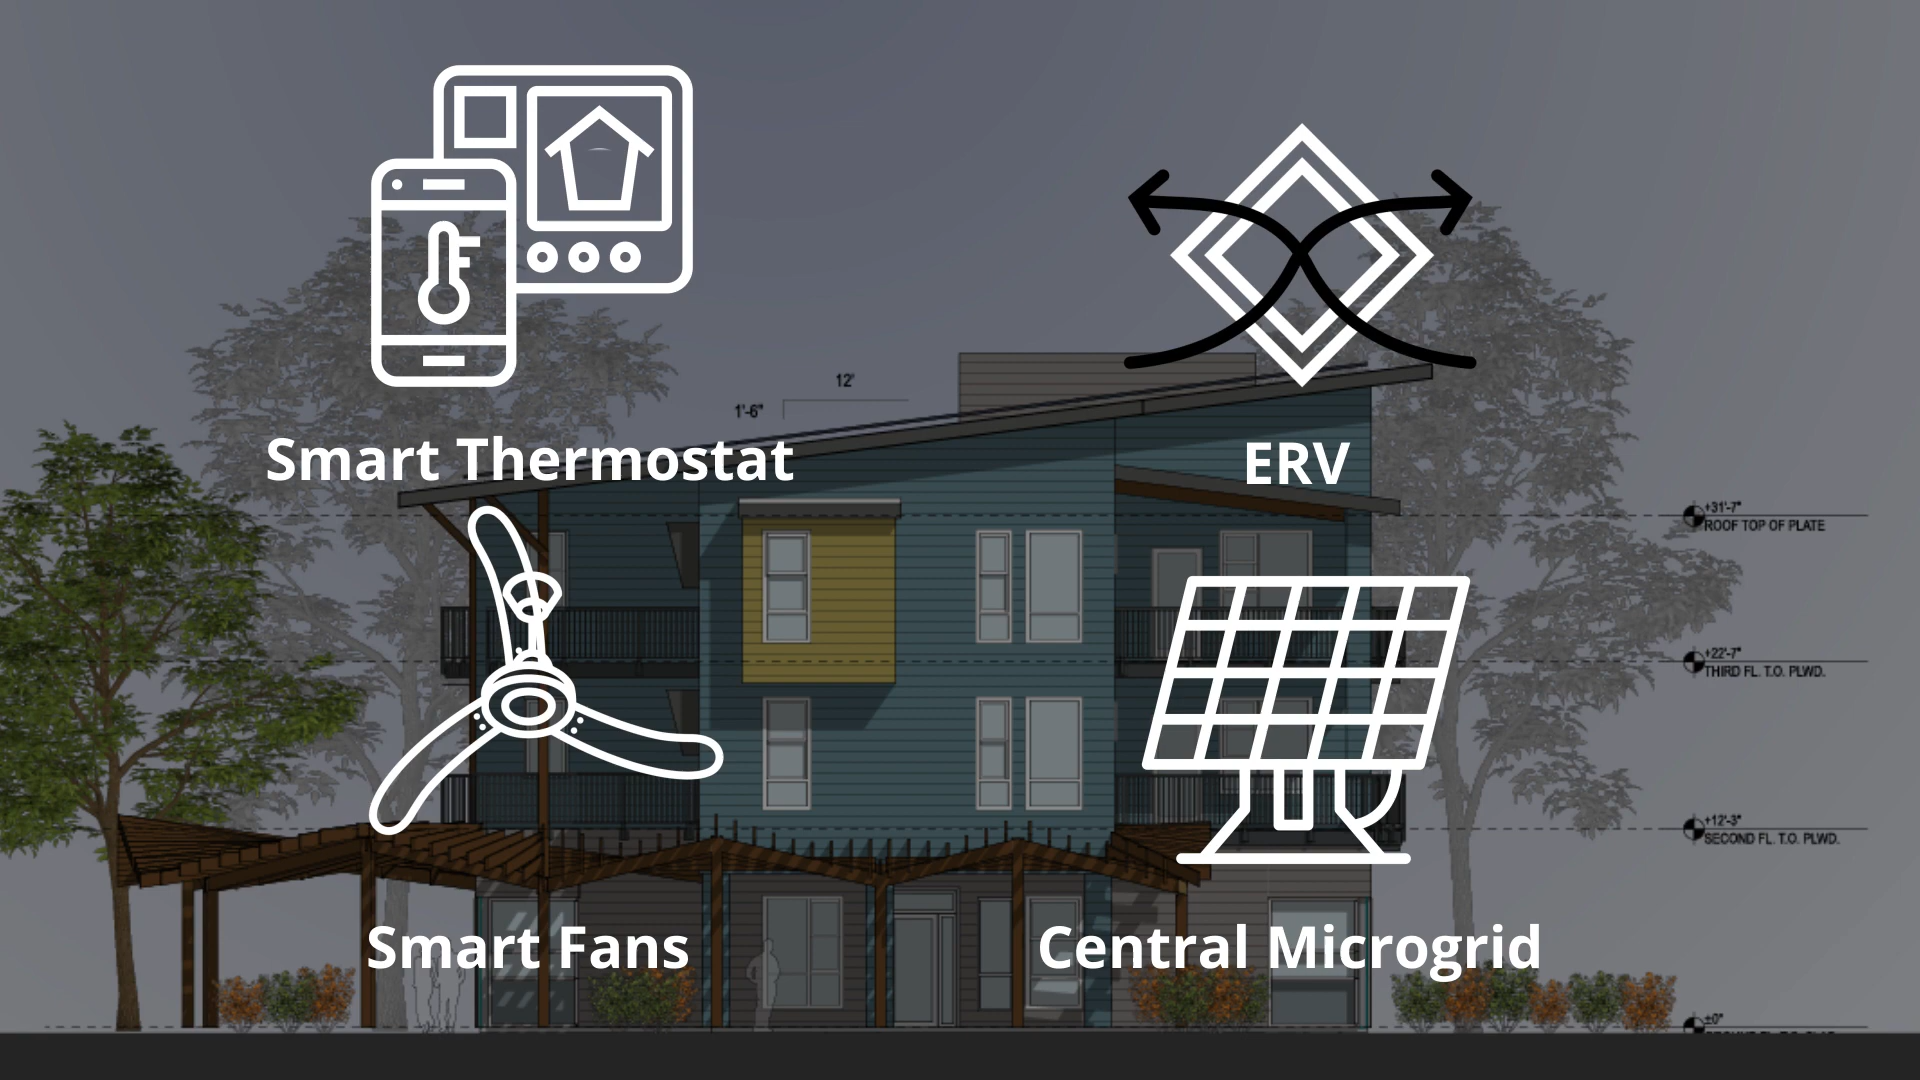 12'
1'-6"
Smart Thermostat
ERV
+31'-7"
ROOF TOP OF PLATE
+22'-7"
THIRD FL. T.O. PLWD.
+12'-3"
SECOND FL. T.O. PLWD.
Smart Fans
Central Microgrid
±0"